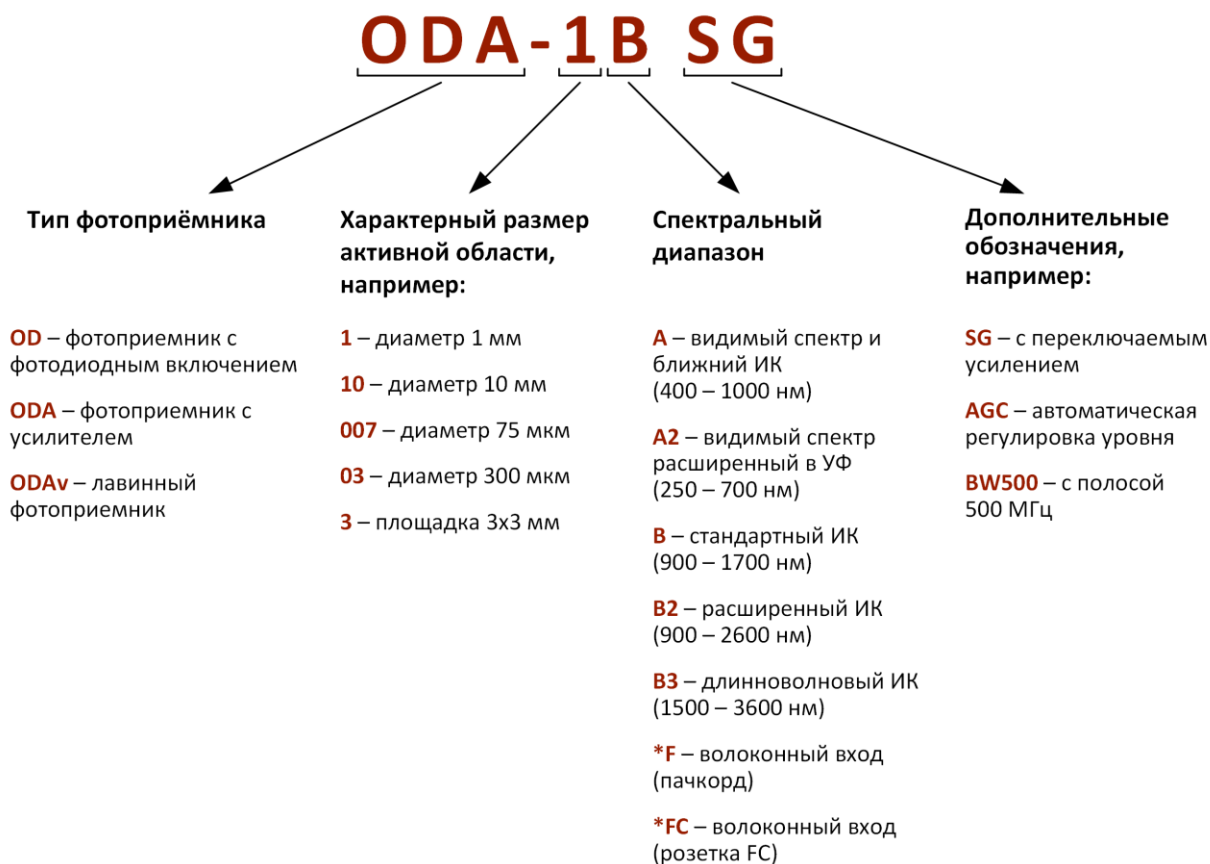 ODA-1B SG
Тип фотоприёмника
OD – фотоприемник с
фотодиодным включением
ODA – фотоприемник с
усилителем
ODAv – лавинный
фотоприемник
Характерный размер
активной области,
например:
1 – диаметр 1 мм
10 – диаметр 10 мм
007 – диаметр 75 мкм
03 – диаметр 300 мкм
3 – площадка 3х3 мм
Спектральный
диапазон
A – видимый спектр и
ближний ИК
(400 – 1000 нм)
A2 – видимый спектр
расширенный в УФ
(250 – 700 нм)
B – стандартный ИК
(900 – 1700 нм)
B2 – расширенный ИК
(900 – 2600 нм)
B3 – длинноволновый ИК
(1500 – 3600 нм)
*F – волоконный вход
(пачкорд)
*FC – волоконный вход
(розетка FC)
Дополнительные
обозначения,
например:
SG – с переключаемым
усилением
AGC – автоматическая
регулировка уровня
BW500 – с полосой
500 МГц